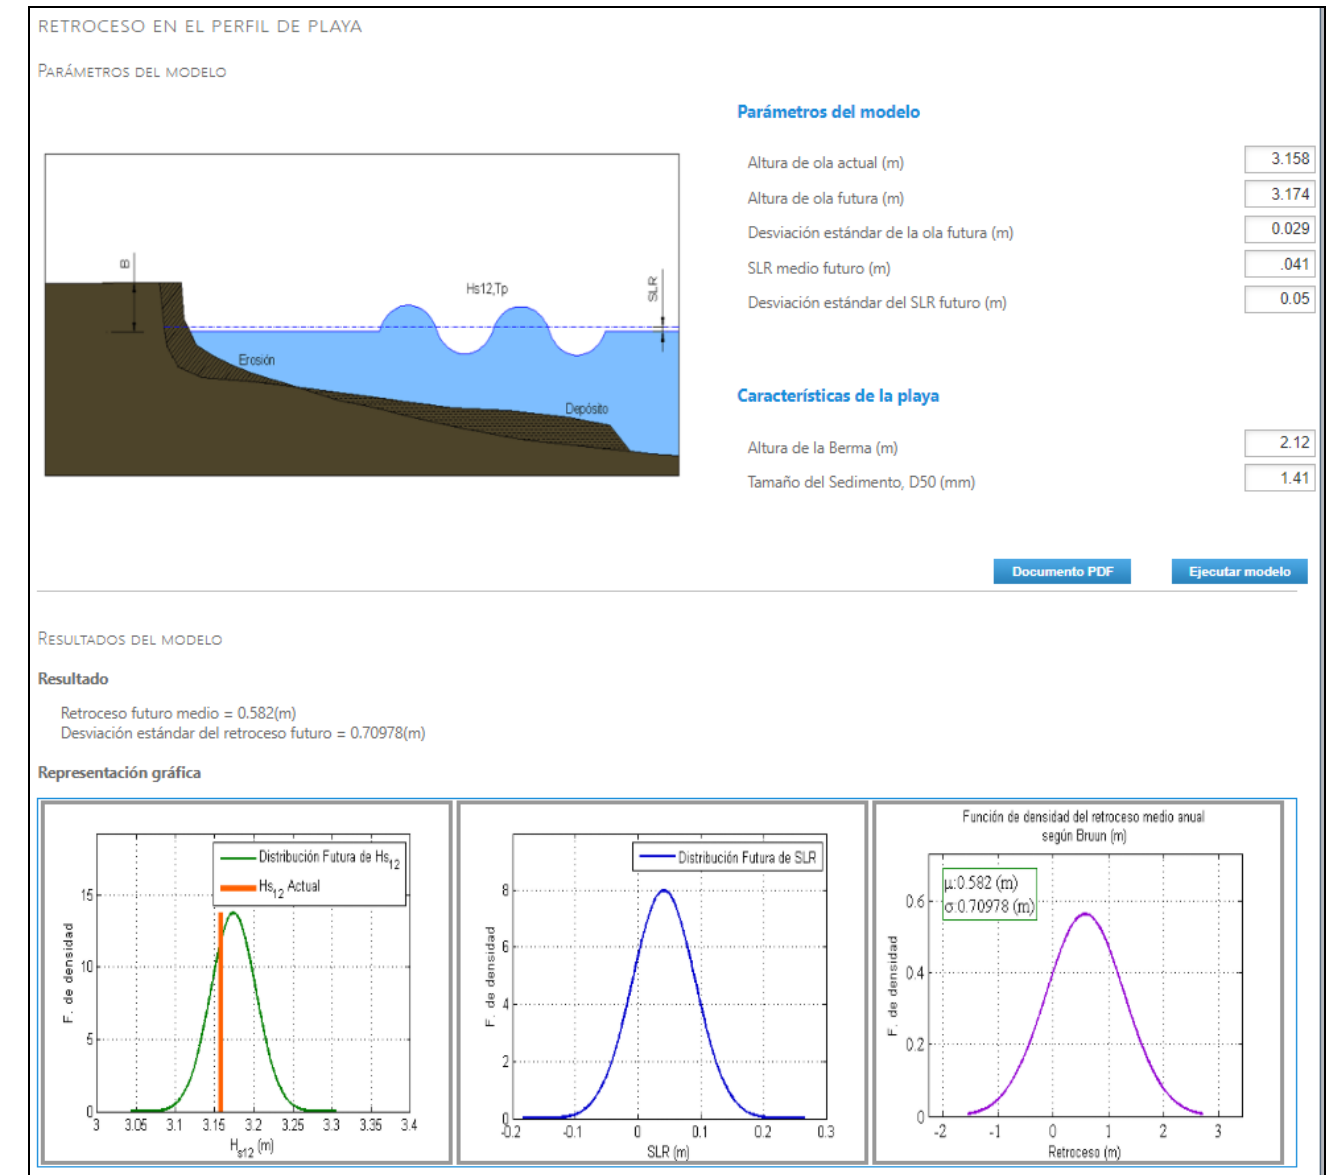 RETROCESO EN EL PERFIL DE PLAYA
PARÁMETROS DEL MODELO
Parámetros del modelo
Altura de ola actual (m) 3.158
Altura de ola futura (m) 3.174
Desviación estándar de la ola futura (m) 0.029
SLR medio futuro (m) .041
Desviación estándar del SLR futuro (m) 0.05
B
Hs12,Tp
SLR
Erosión
Depósito
Características de la playa
Altura de la Berma (m) 2.12
Tamaño del Sedimento, D50 (mm) 1.41
Documento PDF Ejecutar modelo
RESULTADOS DEL MODELO
Resultado
Retroceso futuro medio = 0.582(m)
Desviación estándar del retroceso futuro = 0.70978(m)
Representación gráfica
Distribución Futura de Hs12
Hs12 Actual
15
10
5
0
F. de densidad
3 3.05 3.1 3.15 3.2 3.25 3.3 3.35 3.4
Hs12 (m)
Distribución Futura de SLR
8
6
4
2
0
F. de densidad
-0.2 -0.1 0 0.1 0.2 0.3
SLR (m)
Función de densidad del retroceso medio anual
según Bruun (m)
μ:0.582 (m)
σ:0.70978 (m)
0.6
0.4
0.2
0
F. de densidad
-2 -1 0 1 2 3
Retroceso (m)